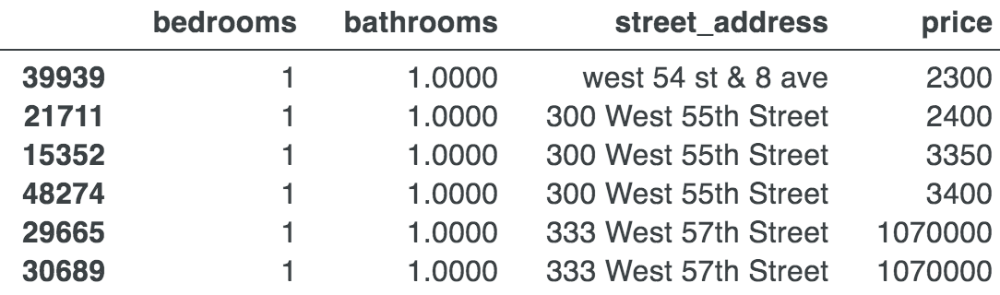 bedrooms bathrooms street_address price
39939 1 1.0000 west 54 st & 8 ave 2300
21711 1 1.0000 300 West 55th Street 2400
15352 1 1.0000 300 West 55th Street 3350
48274 1 1.0000 300 West 55th Street 3400
29665 1 1.0000 333 West 57th Street 1070000
30689 1 1.0000 333 West 57th Street 1070000